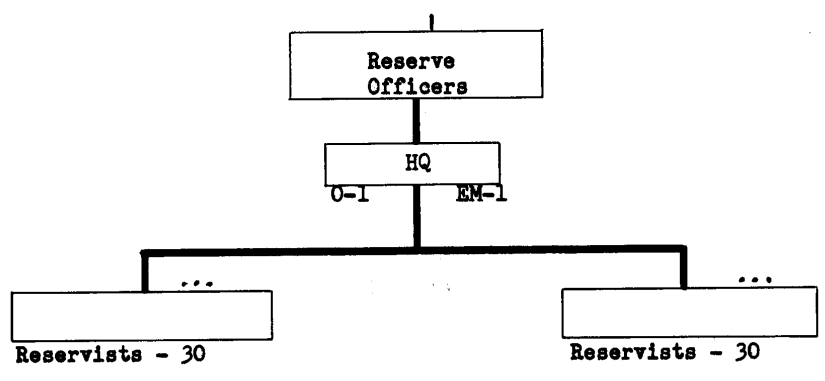 Reserve
Officers
HQ
O-1 EM-1
...
...
Reservists - 30
Reservists - 30